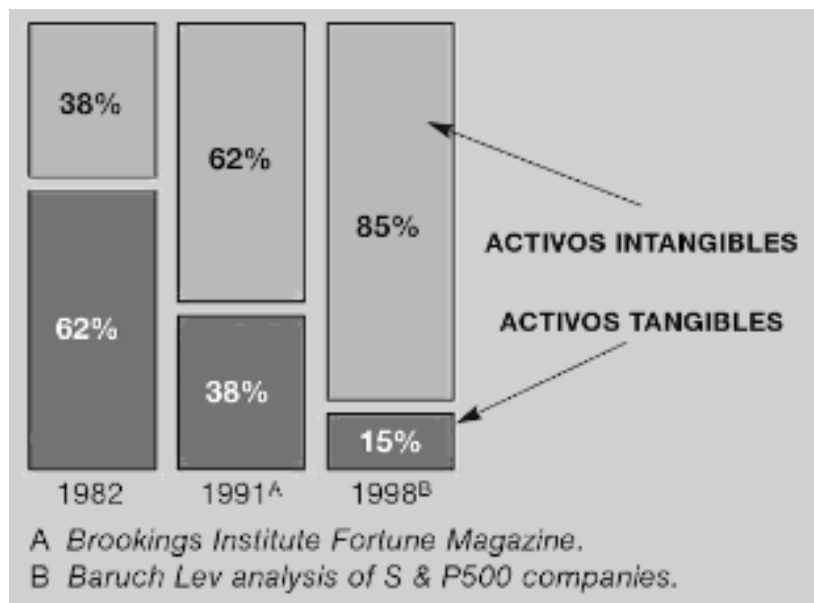 38%
62%
85%
ACTIVOS INTANGIBLES
62%
ACTIVOS TANGIBLES
38%
15%
1982 1991ᴬ 1998ᴮ
A Brookings Institute Fortune Magazine.
B Baruch Lev analysis of S & P500 companies.